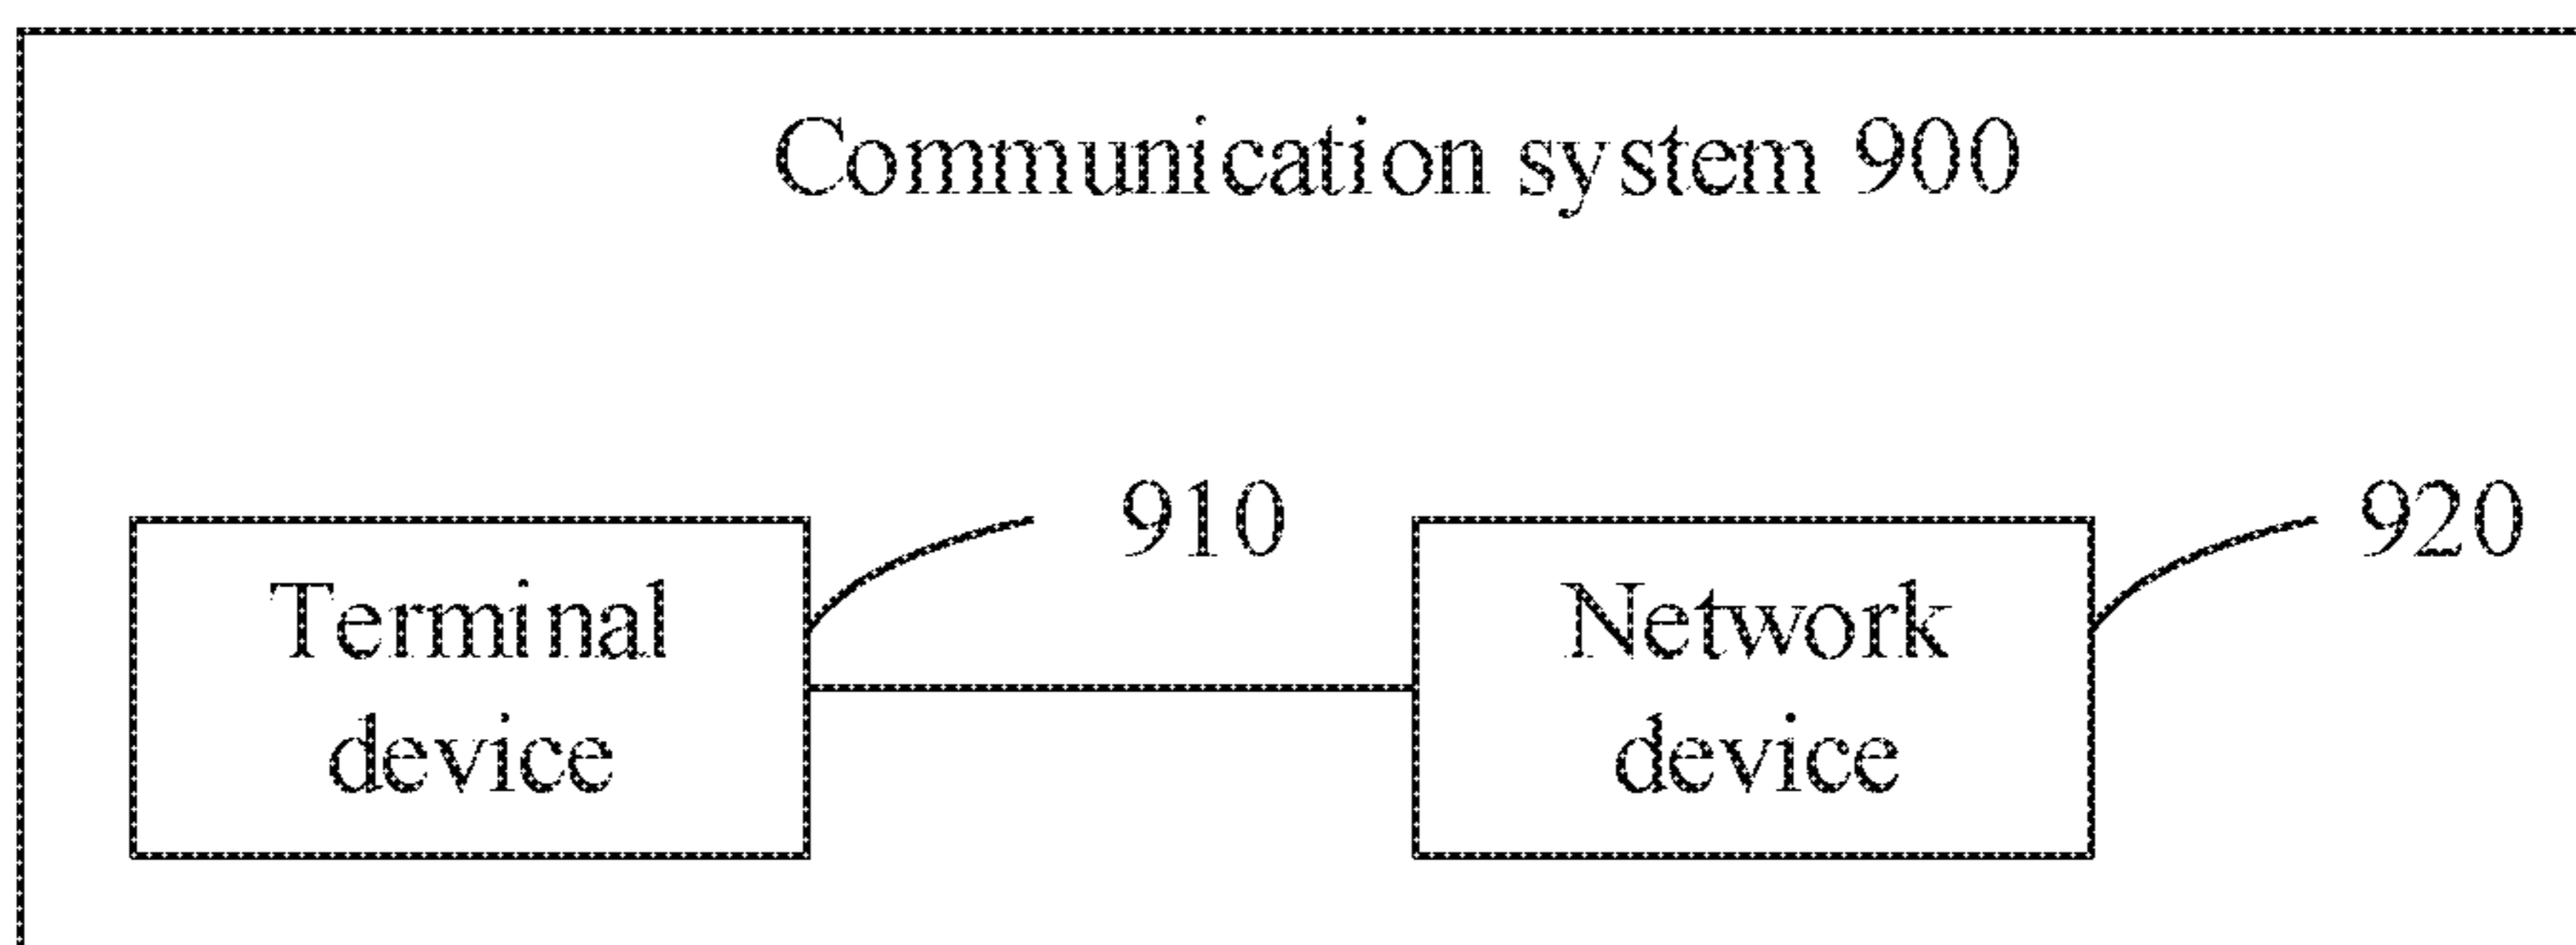 Communication system 900
910
920
Terminal
device
Network
device